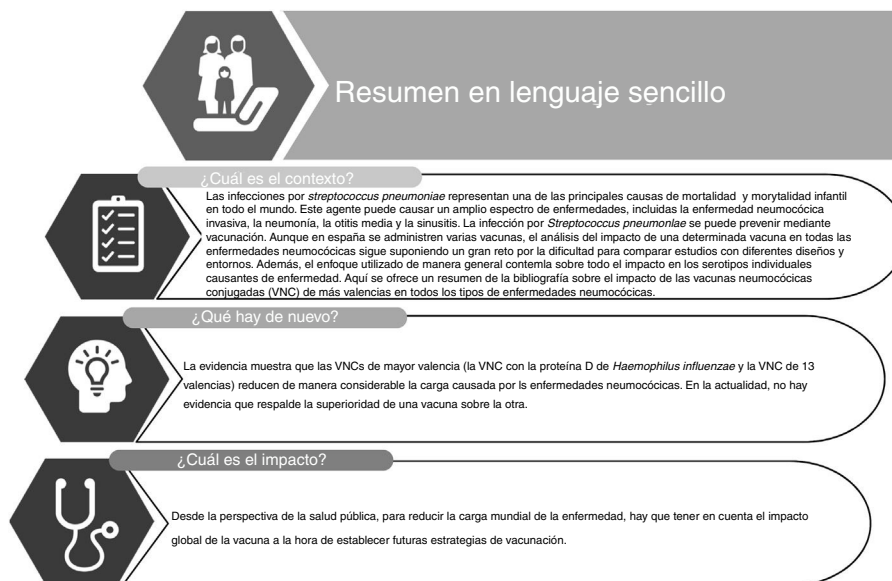 Resumen en lenguaje sencillo
¿Cuál es el contexto?
Las infecciones por streptococcus pneumoniae representan una de las principales causas de mortalidad y morytalidad infantil
en todo el mundo. Este agente puede causar un amplio espectro de enfermedades, incluidas la enfermedad neumocócica
invasiva, la neumonía, la otitis media y la sinusitis. La infección por Streptococcus pneumonlae se puede prevenir mediante
vacunación. Aunque en españa se administren varias vacunas, el análisis del impacto de una determinada vacuna en todas las
enfermedades neumocócicas sigue suponiendo un gran reto por la dificultad para comparar estudios con diferentes diseños y
entornos. Además, el enfoque utilizado de manera general contemla sobre todo el impacto en los serotipos individuales
causantes de enfermedad. Aquí se ofrece un resumen de la bibliografía sobre el impacto de las vacunas neumocócicas
conjugadas (VNC) de más valencias en todos los tipos de enfermedades neumocócicas.
¿Qué hay de nuevo?
La evidencia muestra que las VNCs de mayor valencia (la VNC con la proteína D de Haemophilus influenzae y la VNC de 13
valencias) reducen de manera considerable la carga causada por ls enfermedades neumocócicas. En la actualidad, no hay
evidencia que respalde la superioridad de una vacuna sobre la otra.
¿Cuál es el impacto?
Desde la perspectiva de la salud pública, para reducir la carga mundial de la enfermedad, hay que tener en cuenta el impacto
global de la vacuna a la hora de establecer futuras estrategias de vacunación.